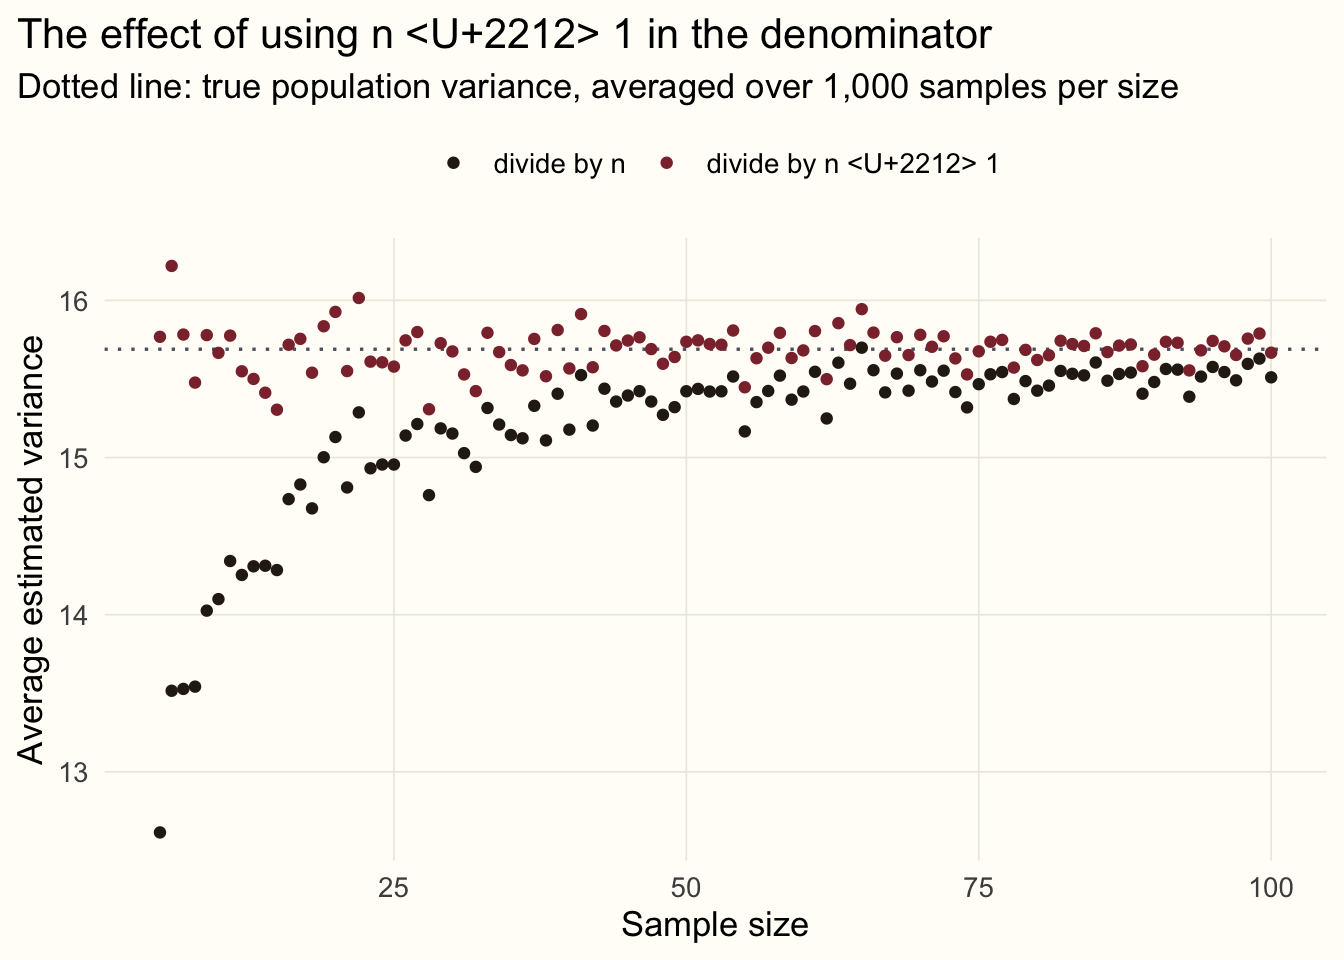 The effect of using n <U+2212> 1 in the denominator
Dotted line: true population variance, averaged over 1,000 samples per size
divide by n
divide by n <U+2212> 1
Average estimated variance
16
15
14
13
25
50
75
100
Sample size